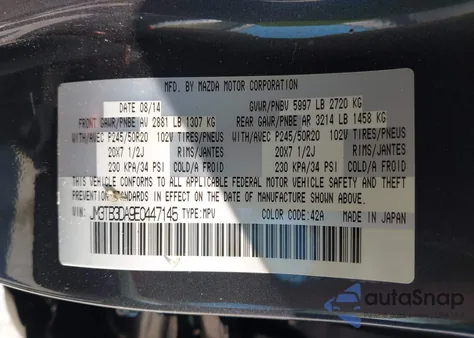 MFD. BY MAZDA MOTOR CORPORATION
DATE 08/14 GVWR/PNBV 5997 LB 2720 KG
FRONT GAWR/PNBE AV 2881 LB 1307 KG REAR GAWR/PNBE AR 3214 LB 1458 KG
WITH/AVEC P245/50R20 102V TIRES/PNEUS WITH/AVEC P245/50R20 102V TIRES/PNEUS
20X7 1/2J RIMS/JANTES 20X7 1/2J RIMS/JANTES
230 KPA/34 PSI COLD/A FROID 230 KPA/34 PSI COLD/A FROID
THIS VEHICLE CONFORMS TO ALL APPLICABLE FEDERAL MOTOR VEHICLE SAFETY, BUMPER, AND THEFT
PREVENTION STANDARDS IN EFFECT ON THE DATE OF MANUFACTURE SHOWN ABOVE.
VIN: JM3TB3DA9E0447145 TYPE:MPV COLOR CODE:42A MADE IN JAPAN
autoSnap